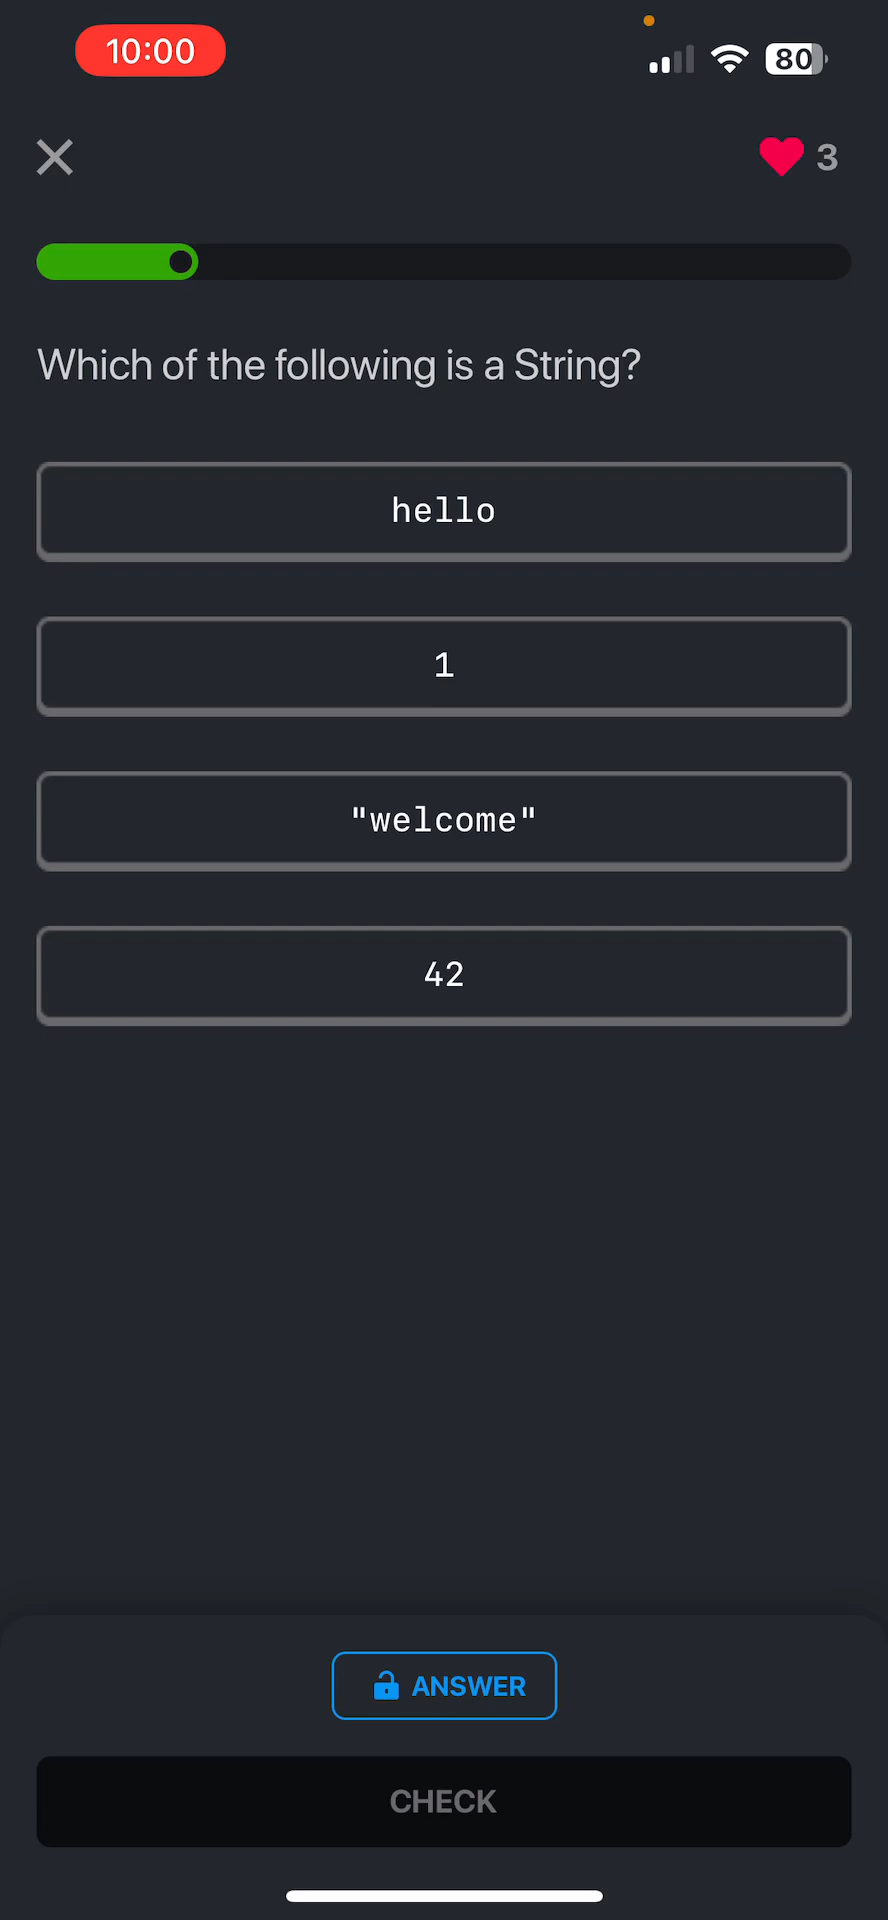 10:00
80
3
Which of the following is a String?
hello
1
"welcome"
42
ANSWER
CHECK